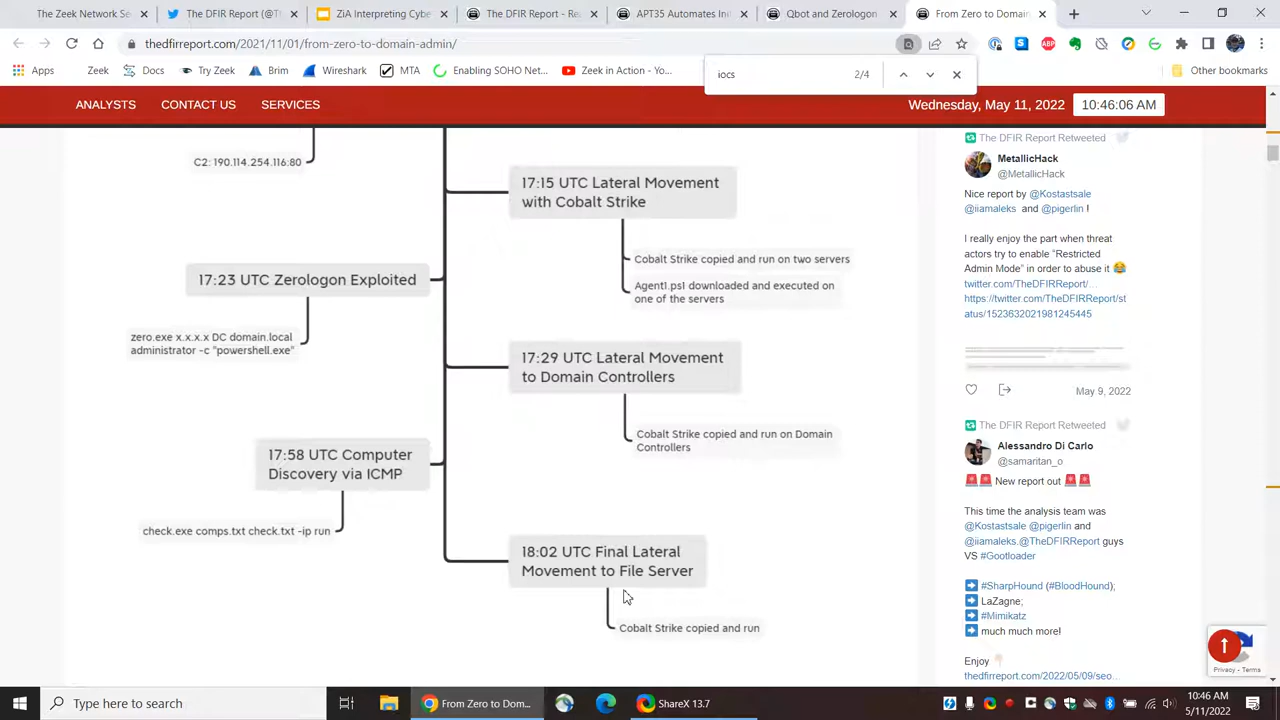 Zeek Network Se
The DFIR Report (@Th
ZiA Interpreting Cybe
The DFIR Report - Re
APT35 Automates Init
Qbot and Zerologon
From Zero to Domain
thedfirreport.com/2021/11/01/from-zero-to-domain-admin/
Apps
Zeek
Docs
Try Zeek
Brim
Wireshark
MTA
Enabling SOHO Net...
Zeek in Action - Yo...
iocs
2/4
Other bookmarks
ANALYSTS
CONTACT US
SERVICES
Wednesday, May 11, 2022
10:46:06 AM
C2: 190.114.254.116:80
17:15 UTC Lateral Movement
with Cobalt Strike
Cobalt Strike copied and run on two servers
Agent1.ps1 downloaded and executed on
one of the servers
17:23 UTC Zerologon Exploited
zero.exe x.x.x.x DC domain.local
administrator -c "powershell.exe"
17:29 UTC Lateral Movement
to Domain Controllers
Cobalt Strike copied and run on Domain
Controllers
17:58 UTC Computer
Discovery via ICMP
check.exe comps.txt check.txt -ip run
18:02 UTC Final Lateral
Movement to File Server
Cobalt Strike copied and run
The DFIR Report Retweeted
MetallicHack
@MetallicHack
Nice report by @Kostastsale
@iiamaleks and @pigerlin !
I really enjoy the part when threat
actors try to enable “Restricted
Admin Mode” in order to abuse it
twitter.com/TheDFIRReport/…
https://twitter.com/TheDFIRReport/st
atus/1523632021981245445
May 9, 2022
The DFIR Report Retweeted
Alessandro Di Carlo
@samaritan_o
New report out
This time the analysis team was
@Kostastsale @pigerlin and
@iiamaleks.@TheDFIRReport guys
VS #Gootloader
#SharpHound (#BloodHound);
LaZagne;
#Mimikatz
much much more!
Enjoy
thedfirreport.com/2022/05/09/seo…
Privacy - Terms
Type here to search
From Zero to Dom...
ShareX 13.7
10:46 AM
5/11/2022